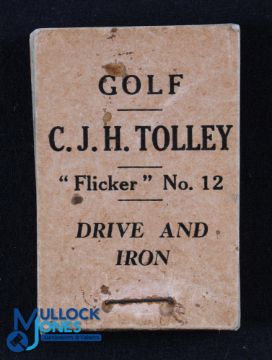 GOLF
C. J. H. TOLLEY
"Flicker" No. 12
DRIVE AND
IRON
MULLOCK
JONES